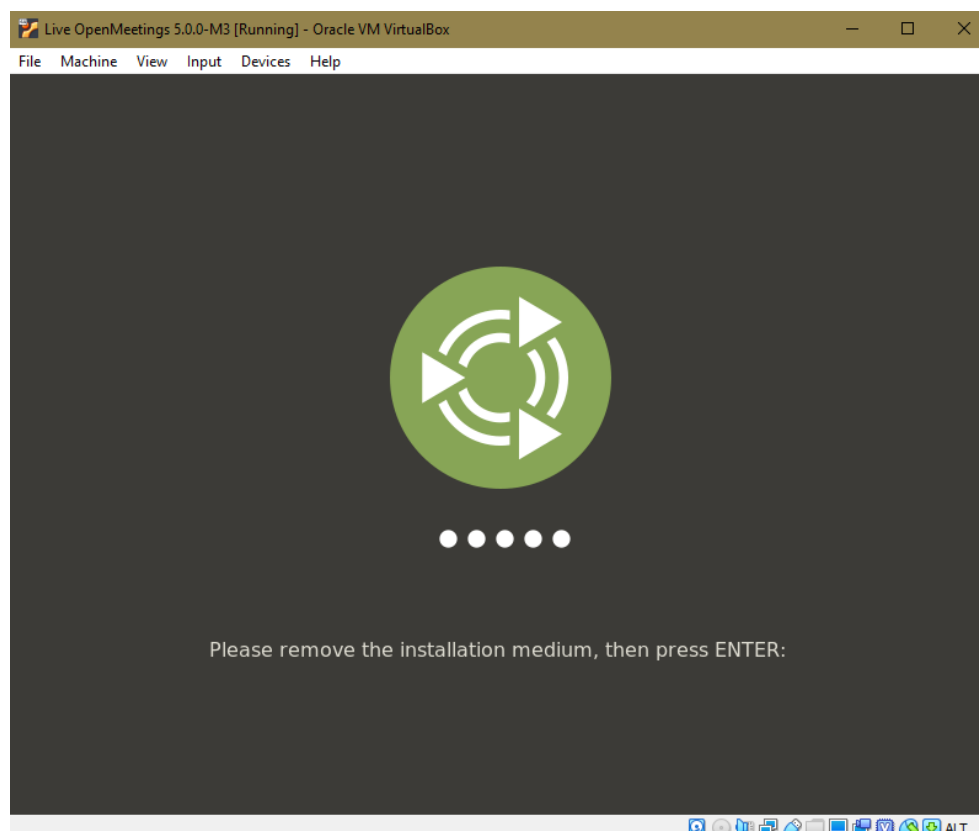 Live OpenMeetings 5.0.0-M3 [Running] - Oracle VM VirtualBox
File Machine View Input Devices Help
Please remove the installation medium, then press ENTER:
ALT